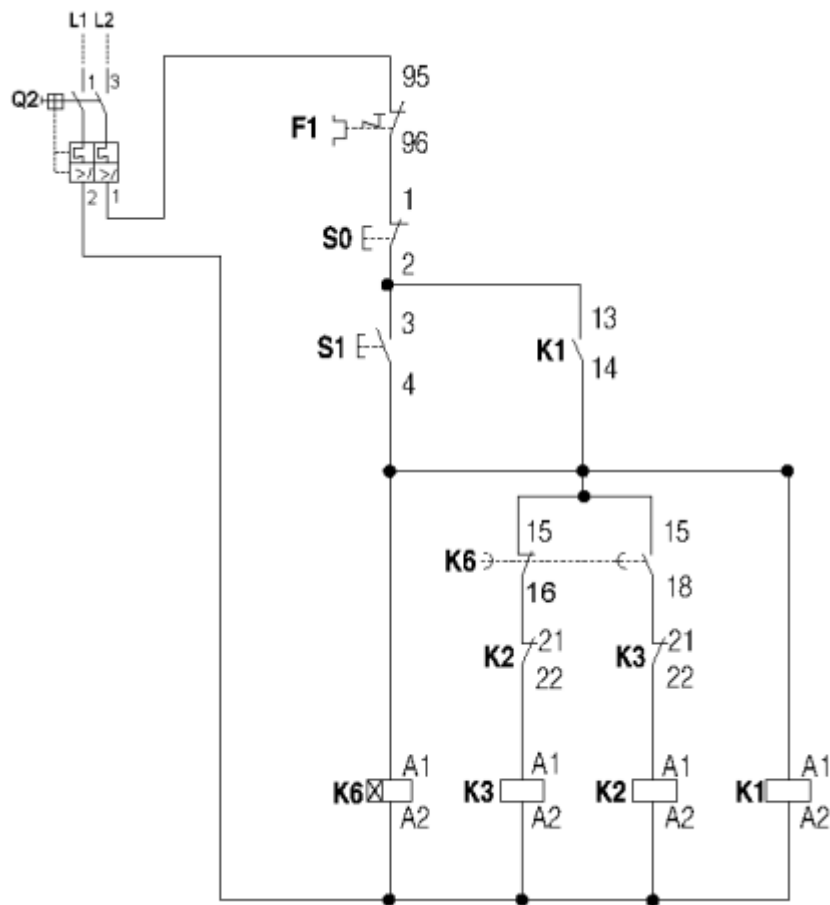 L1 L2
1 3
Q2
>/ >/
2 1
95
F1
96
1
S0
2
3 13
S1 K1
4 14
15 15
K6
16 18
K2 21 K3 21
22 22
A1 A1 A1 A1
K6 K3 K2 K1
A2 A2 A2 A2